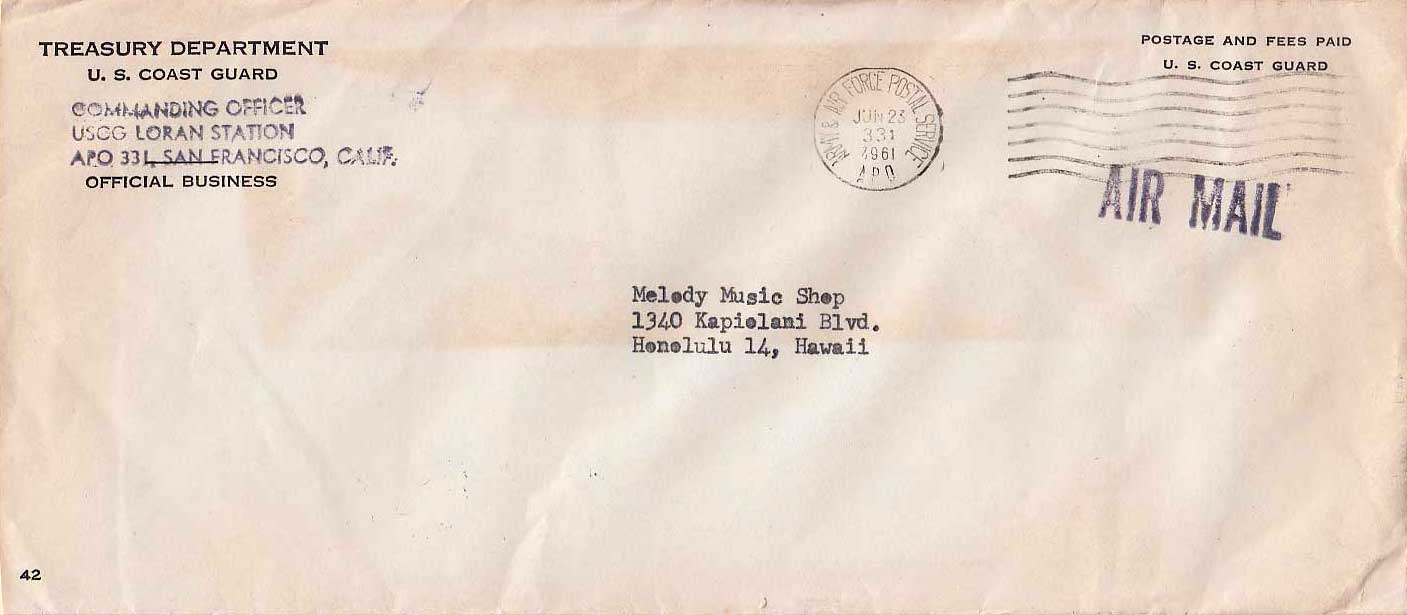 TREASURY DEPARTMENT
U. S. COAST GUARD
COMMANDING OFFICER
USCG LORAN STATION
APO 331, SAN FRANCISCO, CALIF.
OFFICIAL BUSINESS
POSTAGE AND FEES PAID
U. S. COAST GUARD
ARMY & AIR FORCE POSTAL SERVICE
JUN 23
331
1961
APO
AIR MAIL
Melody Music Shop
1340 Kapiolani Blvd.
Honolulu 14, Hawaii
42